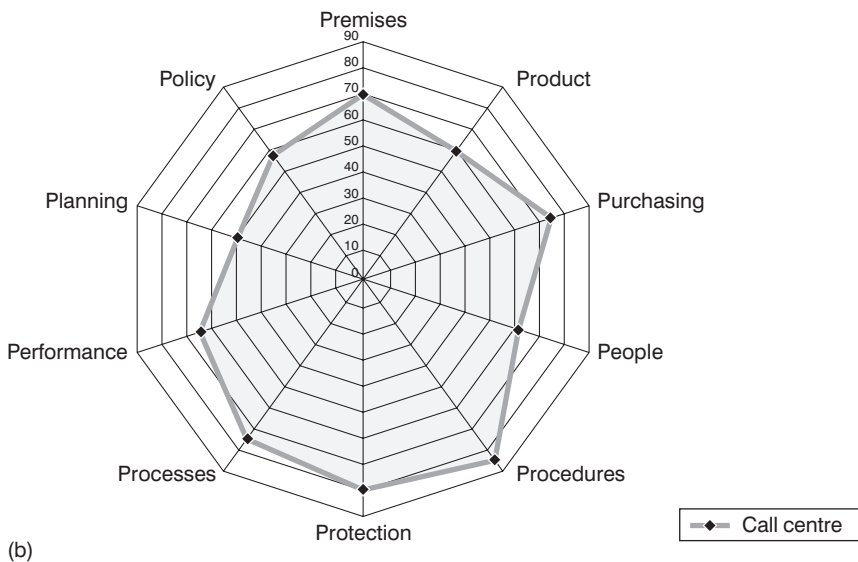 Premises
90
80
70
60
50
40
30
20
10
0
Policy
Product
Planning
Purchasing
Performance
People
Processes
Procedures
Protection
Call centre
(b)